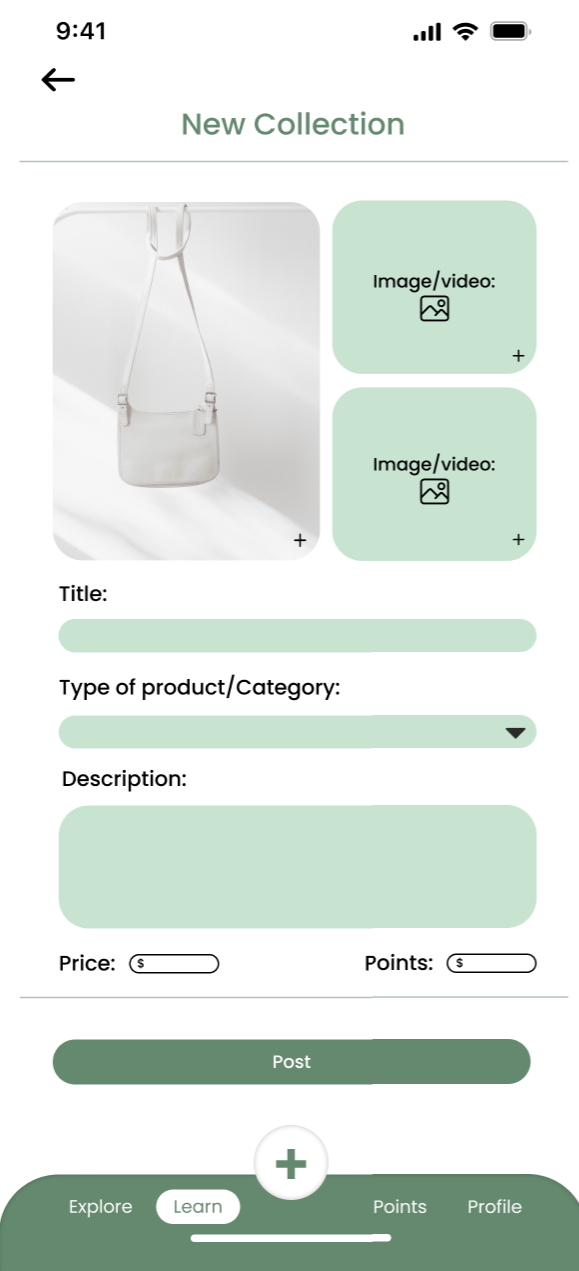 9:41
New Collection
Image/video:
+
Image/video:
+
+
Title:
Type of product/Category:
Description:
Price: $
Points: $
Post
+
Explore Learn Points Profile